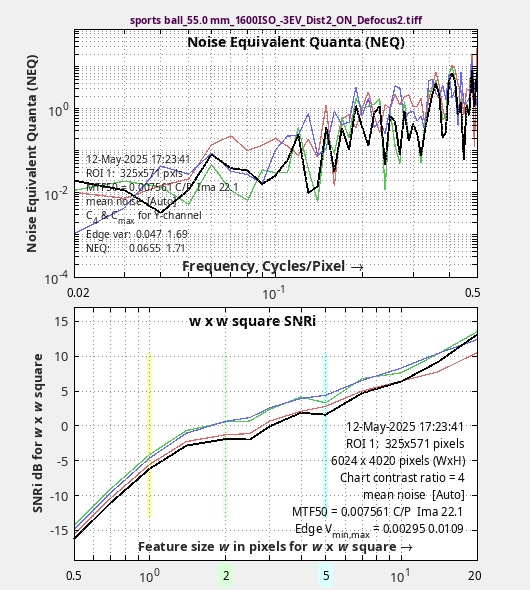 sports ball_55.0 mm_1600ISO_-3EV_Dist2_ON_Defocus2.tiff
Noise Equivalent Quanta (NEQ)
Noise Equivalent Quanta (NEQ)
10^0
10^-2
10^-4
12-May-2025 17:23:41
ROI 1: 325x571 pxls
MTF50 = 0.007561 C/P Ima 22.1
mean noise [Auto]
C_4 & C_max for Y-channel
Edge var: 0.047 1.69
NEQ: 0.0655 1.71
Frequency, Cycles/Pixel →
0.02 10^-1 0.5
w x w square SNRi
SNRi dB for w x w square
15
10
5
0
-5
-10
-15
12-May-2025 17:23:41
ROI 1: 325x571 pixels
6024 x 4020 pixels (WxH)
Chart contrast ratio = 4
mean noise [Auto]
MTF50 = 0.007561 C/P Ima 22.1
Edge V_min,max = 0.00295 0.0109
Feature size w in pixels for w x w square →
0.5 10^0 2 5 10^1 20